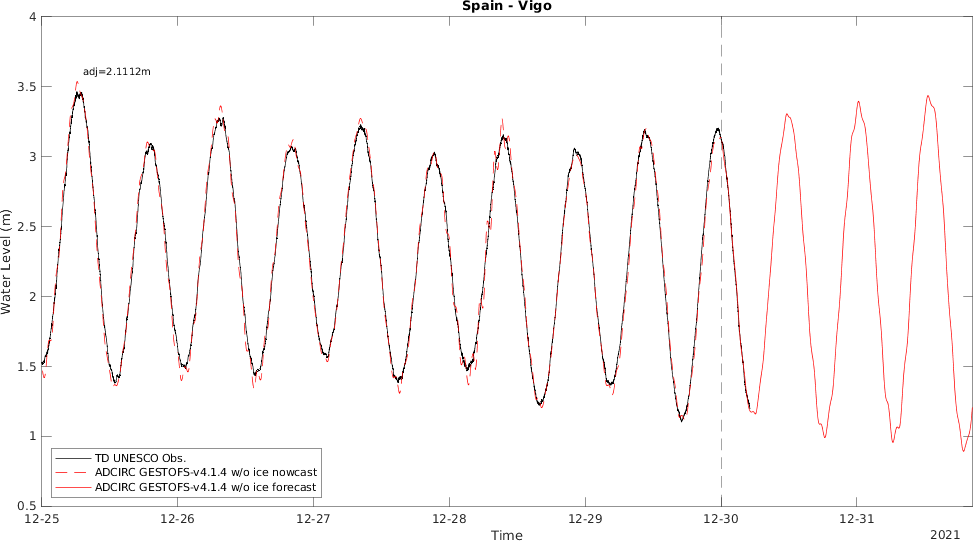 Spain - Vigo
adj=2.1112m
4
3.5
3
2.5
2
1.5
1
0.5
Water Level (m)
TD UNESCO Obs.
ADCIRC GESTOFS-v4.1.4 w/o ice nowcast
ADCIRC GESTOFS-v4.1.4 w/o ice forecast
12-25 12-26 12-27 12-28 12-29 12-30 12-31
Time
2021